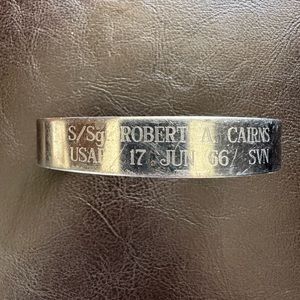 S/Sgt ROBERT A. CAIRNS
USAF 17 JUN 66 SVN